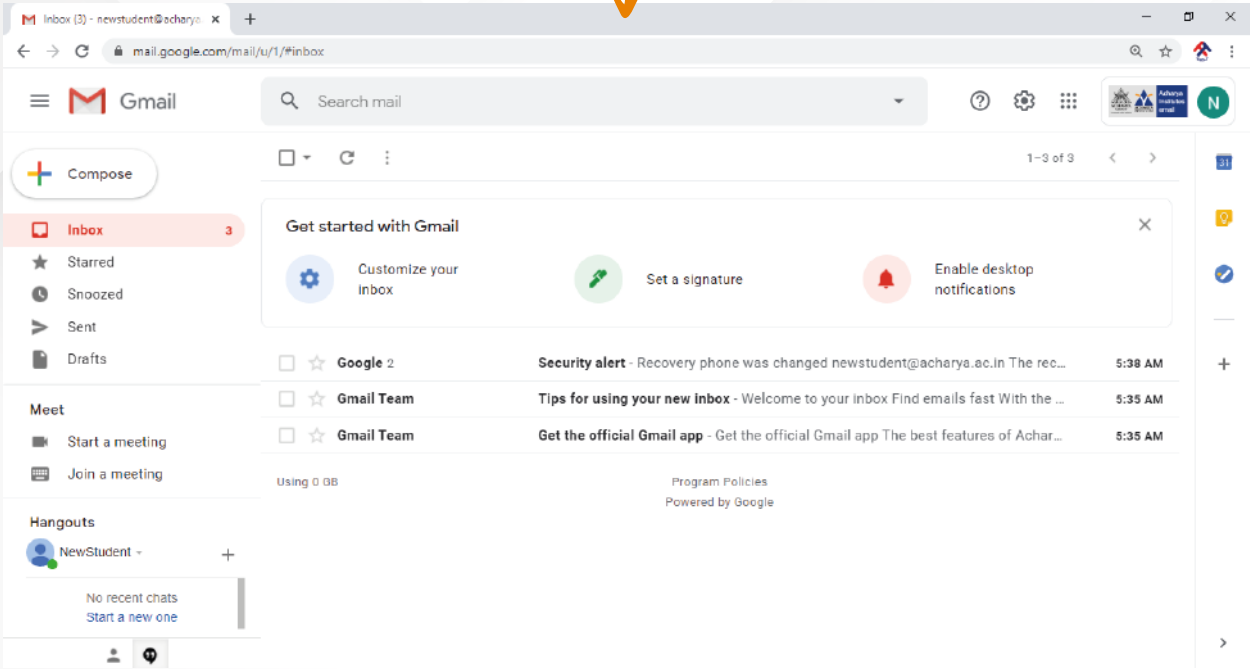 Inbox (3) - newstudent@acharya.
mail.google.com/mail/u/1/#inbox
Gmail
Search mail
Acharya
Institutes
email
N
Compose
1–3 of 3
31
Inbox 3
Get started with Gmail
Starred
Customize your
inbox
Set a signature
Enable desktop
notifications
Snoozed
Sent
Drafts
Google 2 Security alert - Recovery phone was changed newstudent@acharya.ac.in The rec... 5:38 AM
Gmail Team Tips for using your new inbox - Welcome to your inbox Find emails fast With the ... 5:35 AM
Gmail Team Get the official Gmail app - Get the official Gmail app The best features of Achar... 5:35 AM
Meet
Start a meeting
Join a meeting
Using 0 GB
Program Policies
Powered by Google
Hangouts
NewStudent
No recent chats
Start a new one